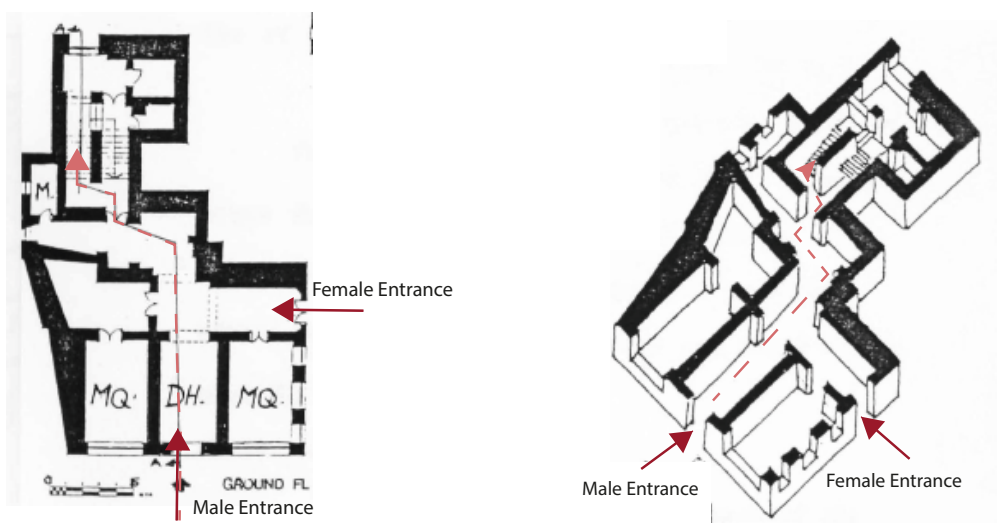 A
M.
Female Entrance
MQ.
DH.
MQ.
A
GROUND FL
Male Entrance
Male Entrance
Female Entrance